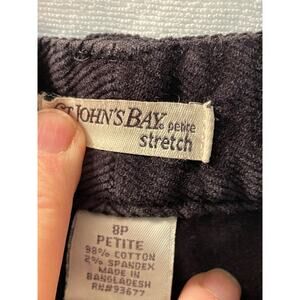 ST JOHN'S BAY. petite
stretch
8P
PETITE
98% COTTON
2% SPANDEX
MADE IN
BANGLADESH
RN#93677